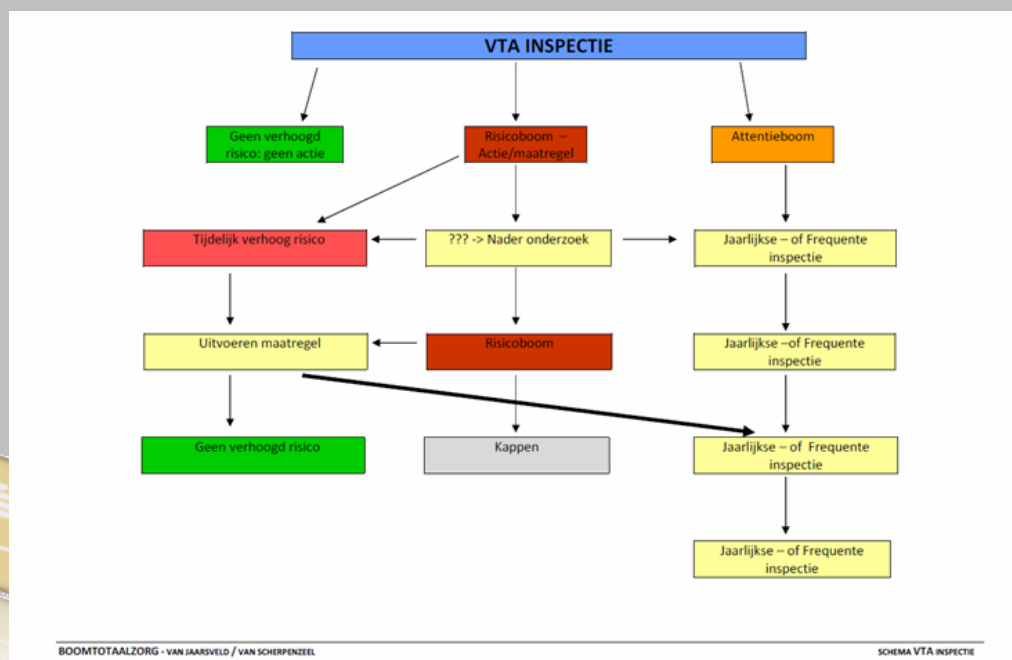 VTA INSPECTIE
Geen verhoogd
risico: geen actie
Risicoboom –
Actie/maatregel
Attentieboom
Tijdelijk verhoog risico
??? -> Nader onderzoek
Jaarlijkse – of Frequente
inspectie
Uitvoeren maatregel
Risicoboom
Jaarlijkse –of Frequente
inspectie
Geen verhoogd risico
Kappen
Jaarlijkse – of  Frequente
inspectie
Jaarlijkse – of Frequente
inspectie
BOOMTOTAALZORG - VAN JAARSVELD / VAN SCHERPENZEEL
SCHEMA VTA INSPECTIE